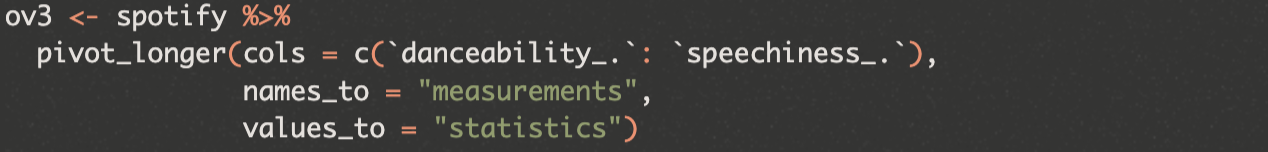 ov3 <- spotify %>%
  pivot_longer(cols = c(`danceability_.`: `speechiness_.`),
               names_to = "measurements",
               values_to = "statistics")